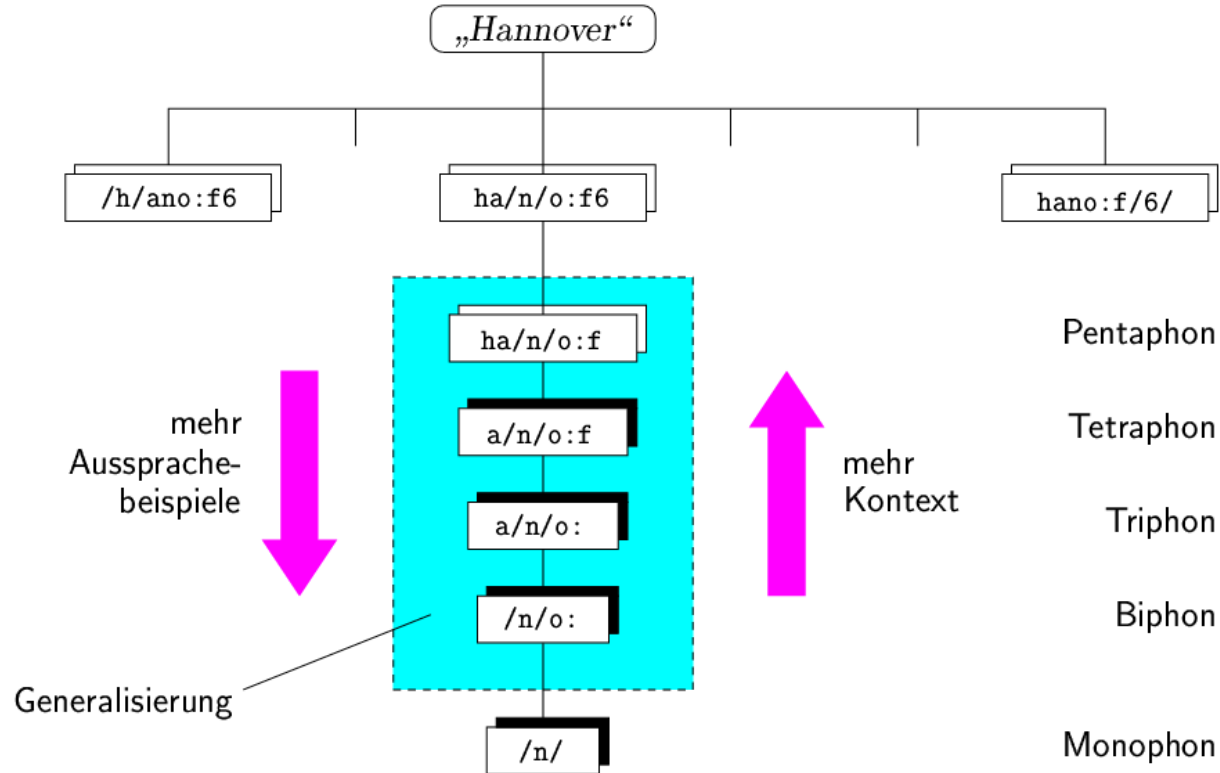 „Hannover“
/h/ano:f6
ha/n/o:f6
hano:f/6/
ha/n/o:f
Pentaphon
mehr
Aussprache-
beispiele
a/n/o:f
mehr
Kontext
Tetraphon
a/n/o:
Triphon
/n/o:
Biphon
Generalisierung
/n/
Monophon